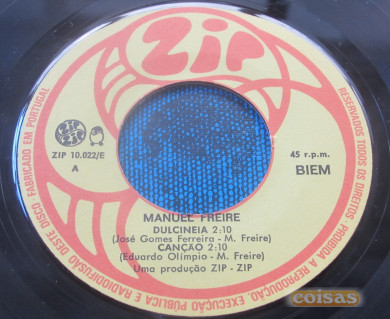 zip
ZIP ZIP
ZIP 10.022/E
A
45 r.p.m.
BIEM
MANUEL FREIRE
DULCINEIA 2:10
(José Gomes Ferreira - M. Freire)
CANÇÃO 2:10
(Eduardo Olímpio - M. Freire)
Uma produção ZIP - ZIP
RESERVADOS TODOS OS DIREITOS · PROIBIDA A REPRODUÇÃO, EXECUÇÃO PÚBLICA E RADIODIFUSÃO DESTE DISCO FABRICADO EM PORTUGAL
coisas